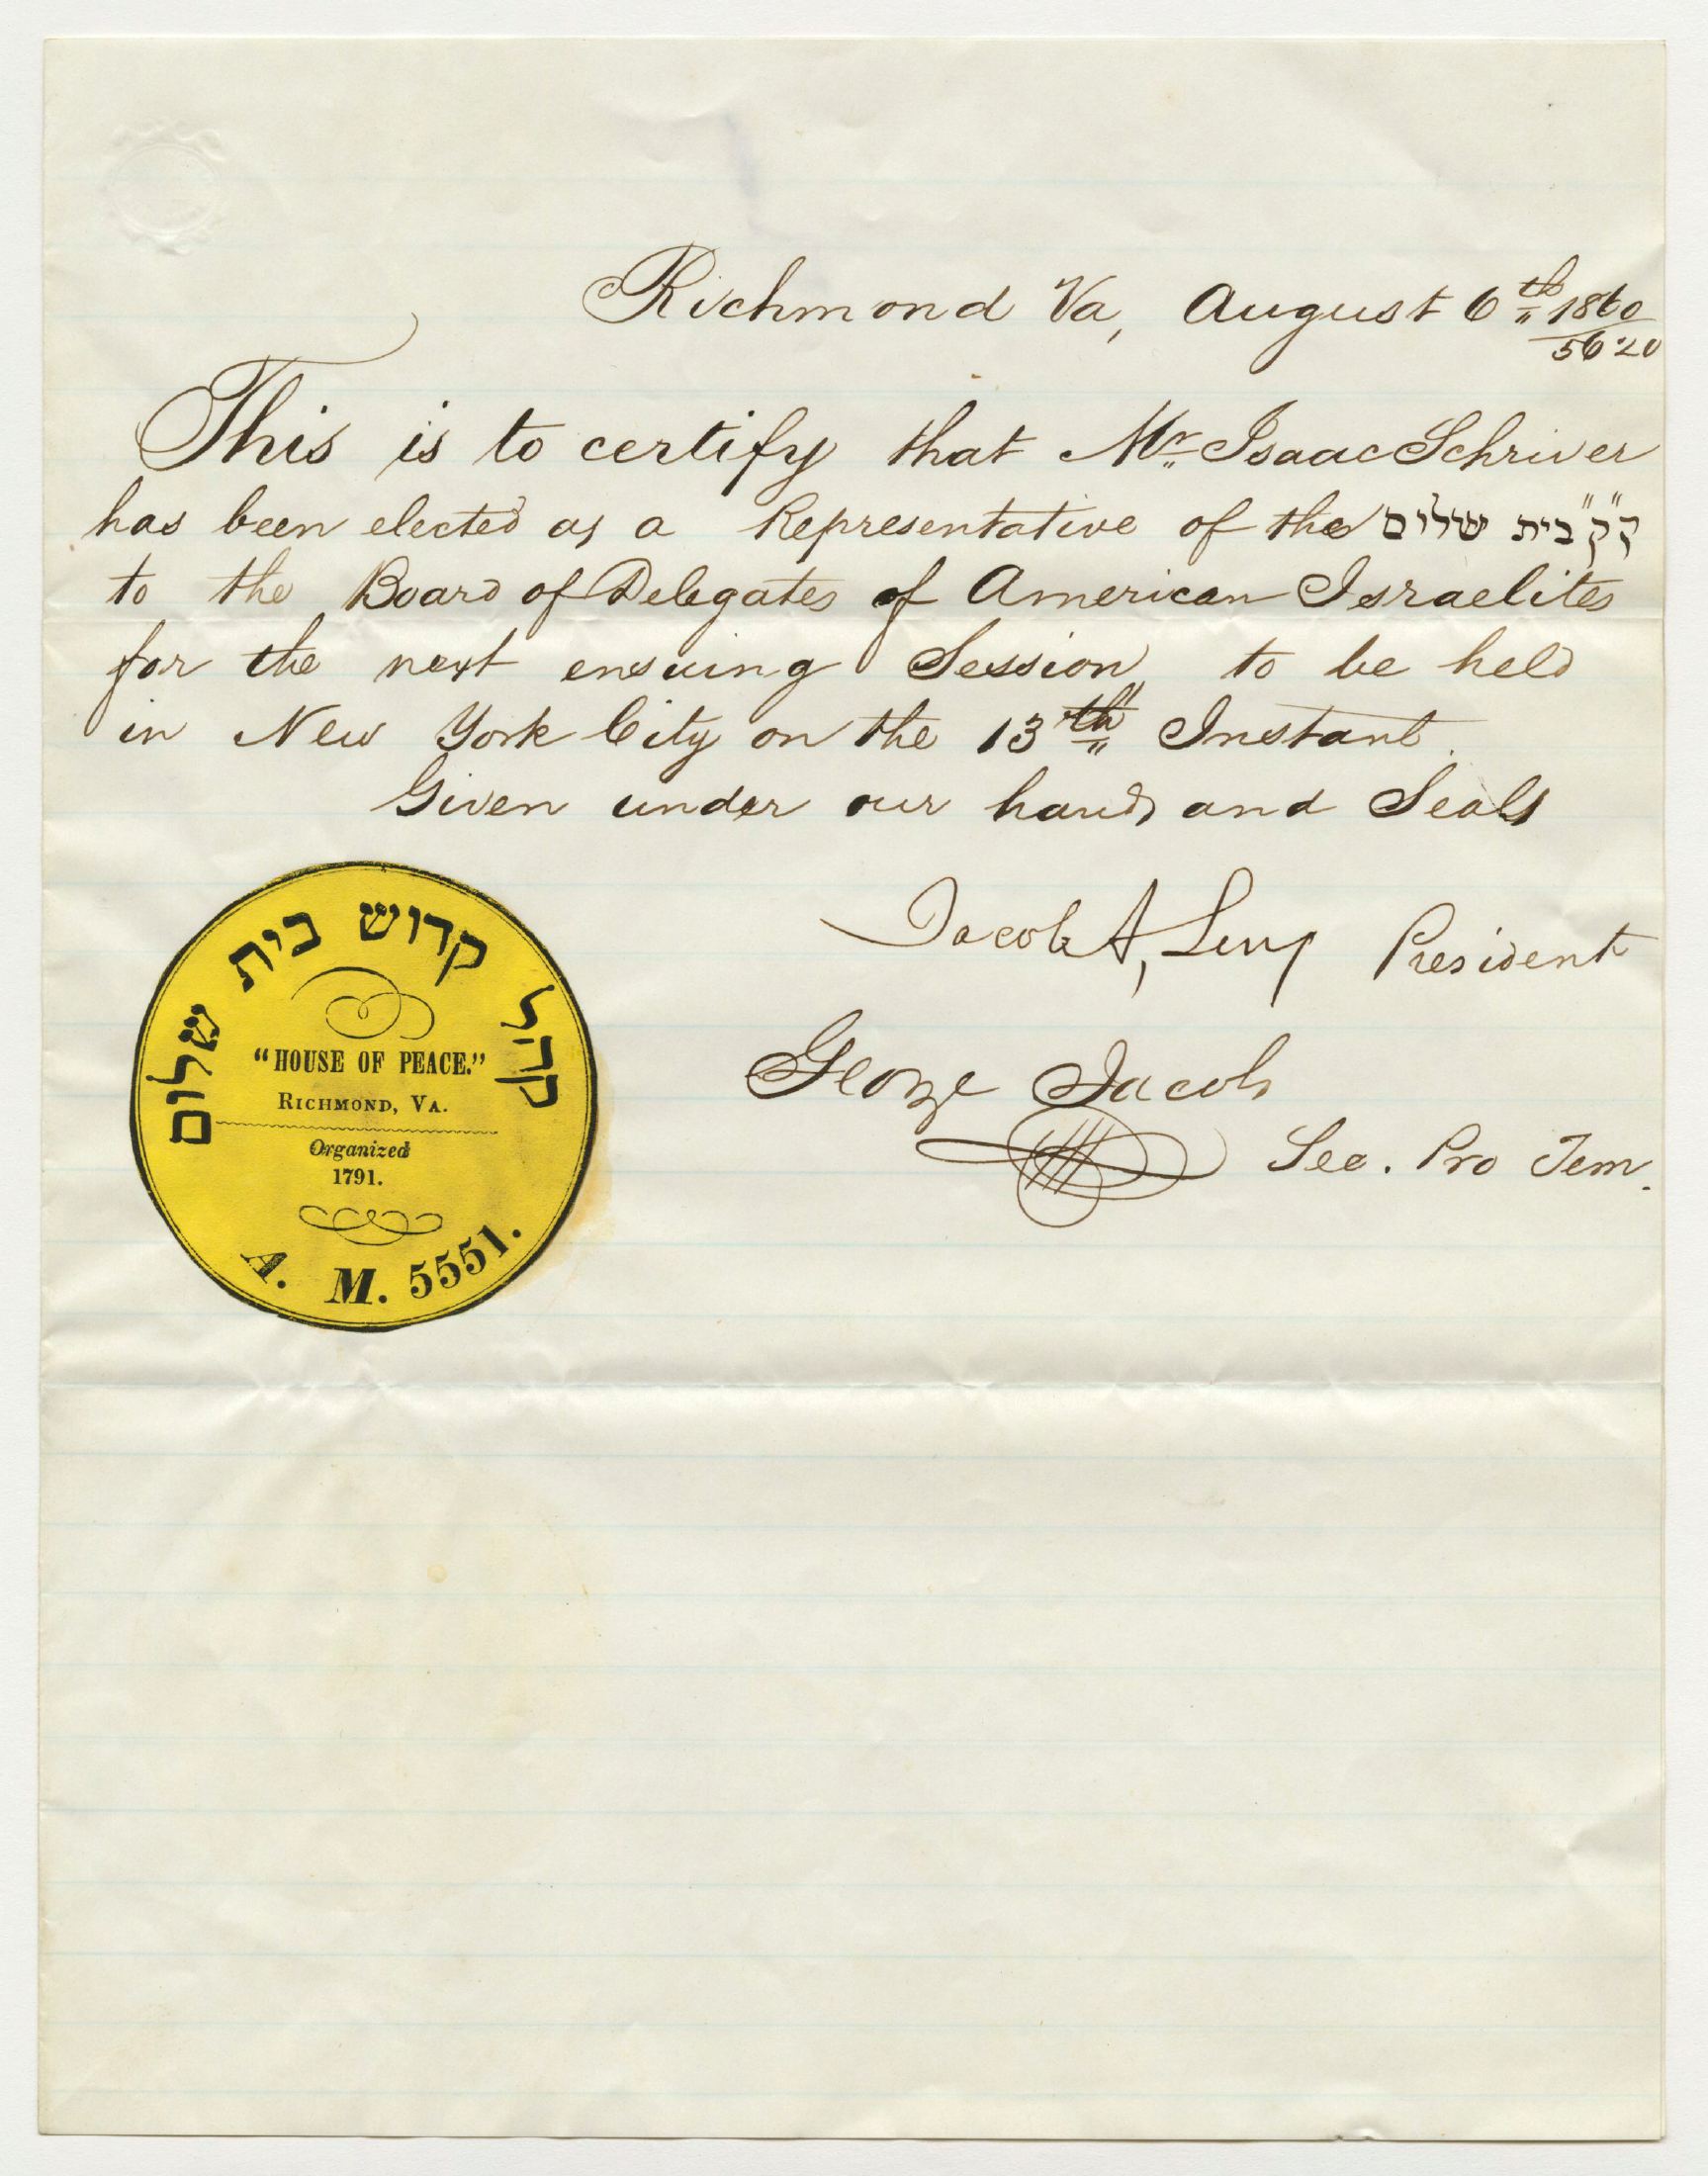 Richmond Va, August 6th 1860
5620
This is to certify that Mr Isaac Schriver
has been elected as a Representative of the ק״ק״ בית שלום
to the Board of Delegates of American Israelites
for the next ensuing Session, to be held
in New York City on the 13th Instant.
Given under our hands and Seals
Jacob A, Levy President
George Jacobs
Sec. Pro Tem.
קהל קדוש בית שלום
"HOUSE OF PEACE."
RICHMOND, VA.
Organized
1791.
A. M. 5551.